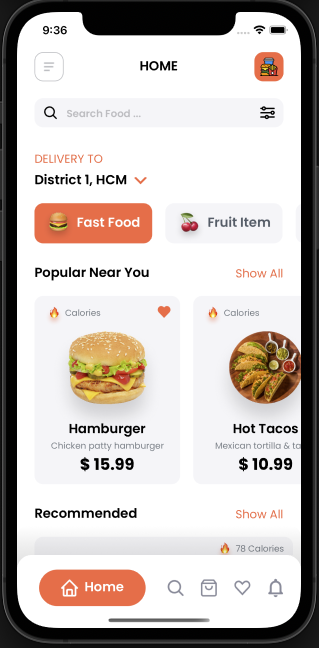 9:36
HOME
Search Food ...
DELIVERY TO
District 1, HCM
Fast Food
Fruit Item
Popular Near You
Show All
Calories
Calories
Hamburger
Hot Tacos
Chicken patty hamburger
Mexican tortilla &
$ 15.99
$ 10.99
Recommended
Show All
78 Calories
Home